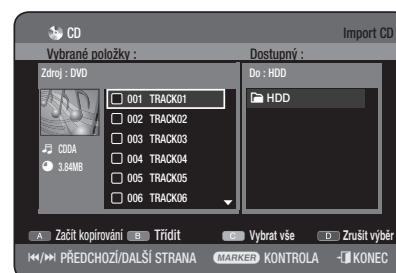 CD Import CD
Vybrané položky : Dostupný :
Zdroj : DVD Do : HDD
001 TRACK01 HDD
002 TRACK02
003 TRACK03
CDDA
004 TRACK04
3.84MB
005 TRACK05
006 TRACK06
A Začít kopírování B Třídit C Vybrat vše D Zrušit výběr
PŘEDCHOZÍ/DALŠÍ STRANA MARKER KONTROLA KONEC